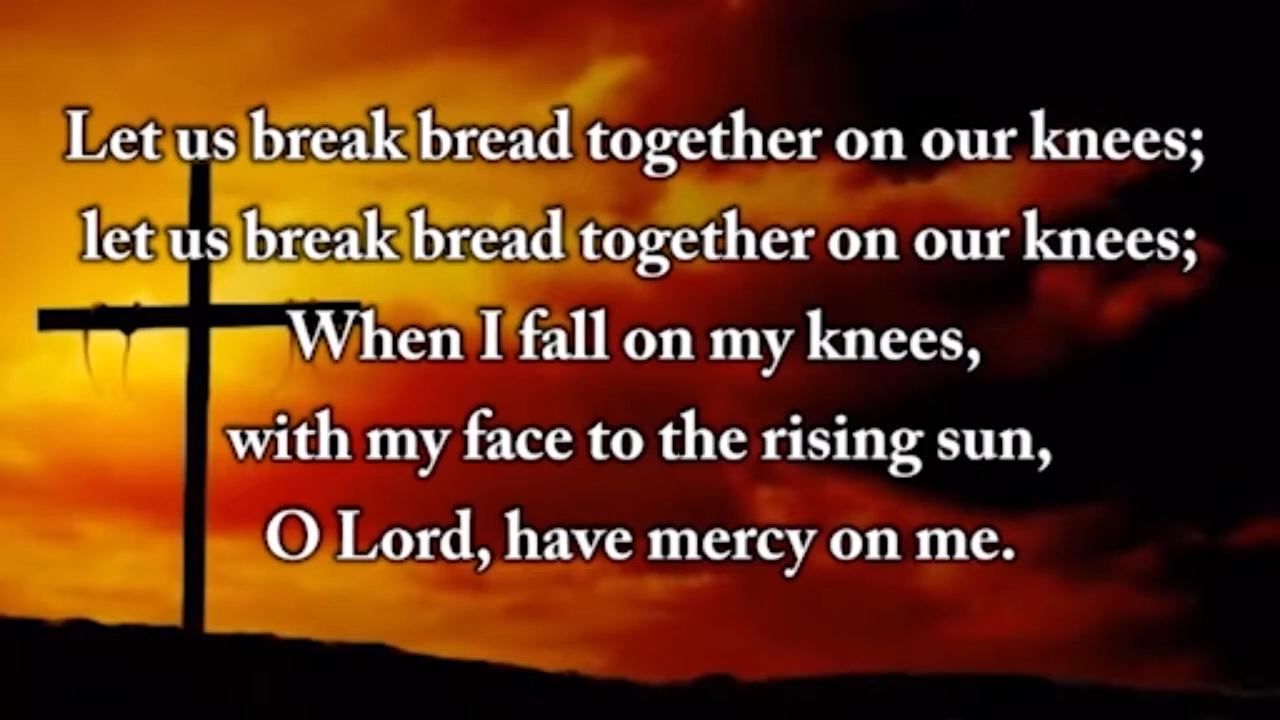 Let us break bread together on our knees;
let us break bread together on our knees;
When I fall on my knees,
with my face to the rising sun,
O Lord, have mercy on me.